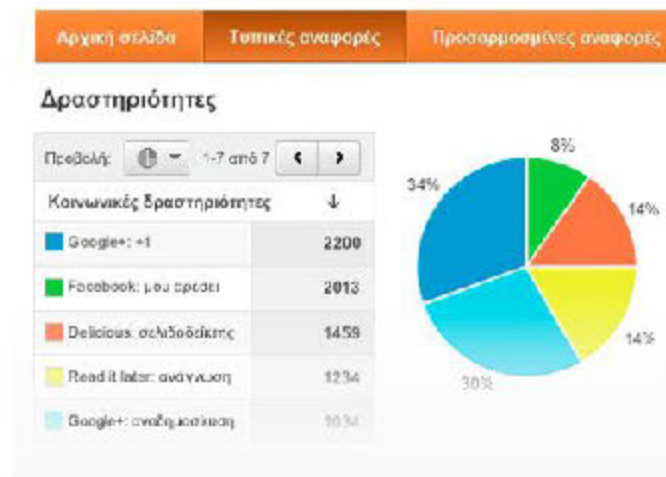 Αρχική σελίδα Τυπικές αναφορές Προσαρμοσμένες αναφορές
Δραστηριότητες
Προβολή: 1-7 από 7
Κοινωνικές δραστηριότητες ↓
Google+: +1 2200
Facebook: μου αρέσει 2013
Delicious: σελιδοδείκτης 1459
Read it later: ανάγνωση 1234
Google+: αναδημοσίευση 1034
8%
34%
14%
14%
30%